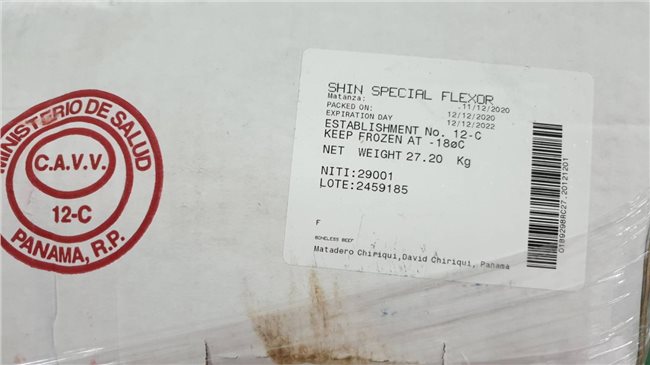 MINISTERIO DE SALUD
C.A.V.V.
12-C
PANAMA, R.P.
SHIN SPECIAL FLEXOR
Matanza: 11/12/2020
PACKED ON: 12/12/2020
EXPIRATION DAY 12/12/2022
ESTABLISHMENT No. 12-C
KEEP FROZEN AT -18øC
NET WEIGHT 27.20 Kg
NITI:29001
LOTE:2459185
F
BONELESS BEEF
Matadero Chiriqui,David Chiriqui, Panama